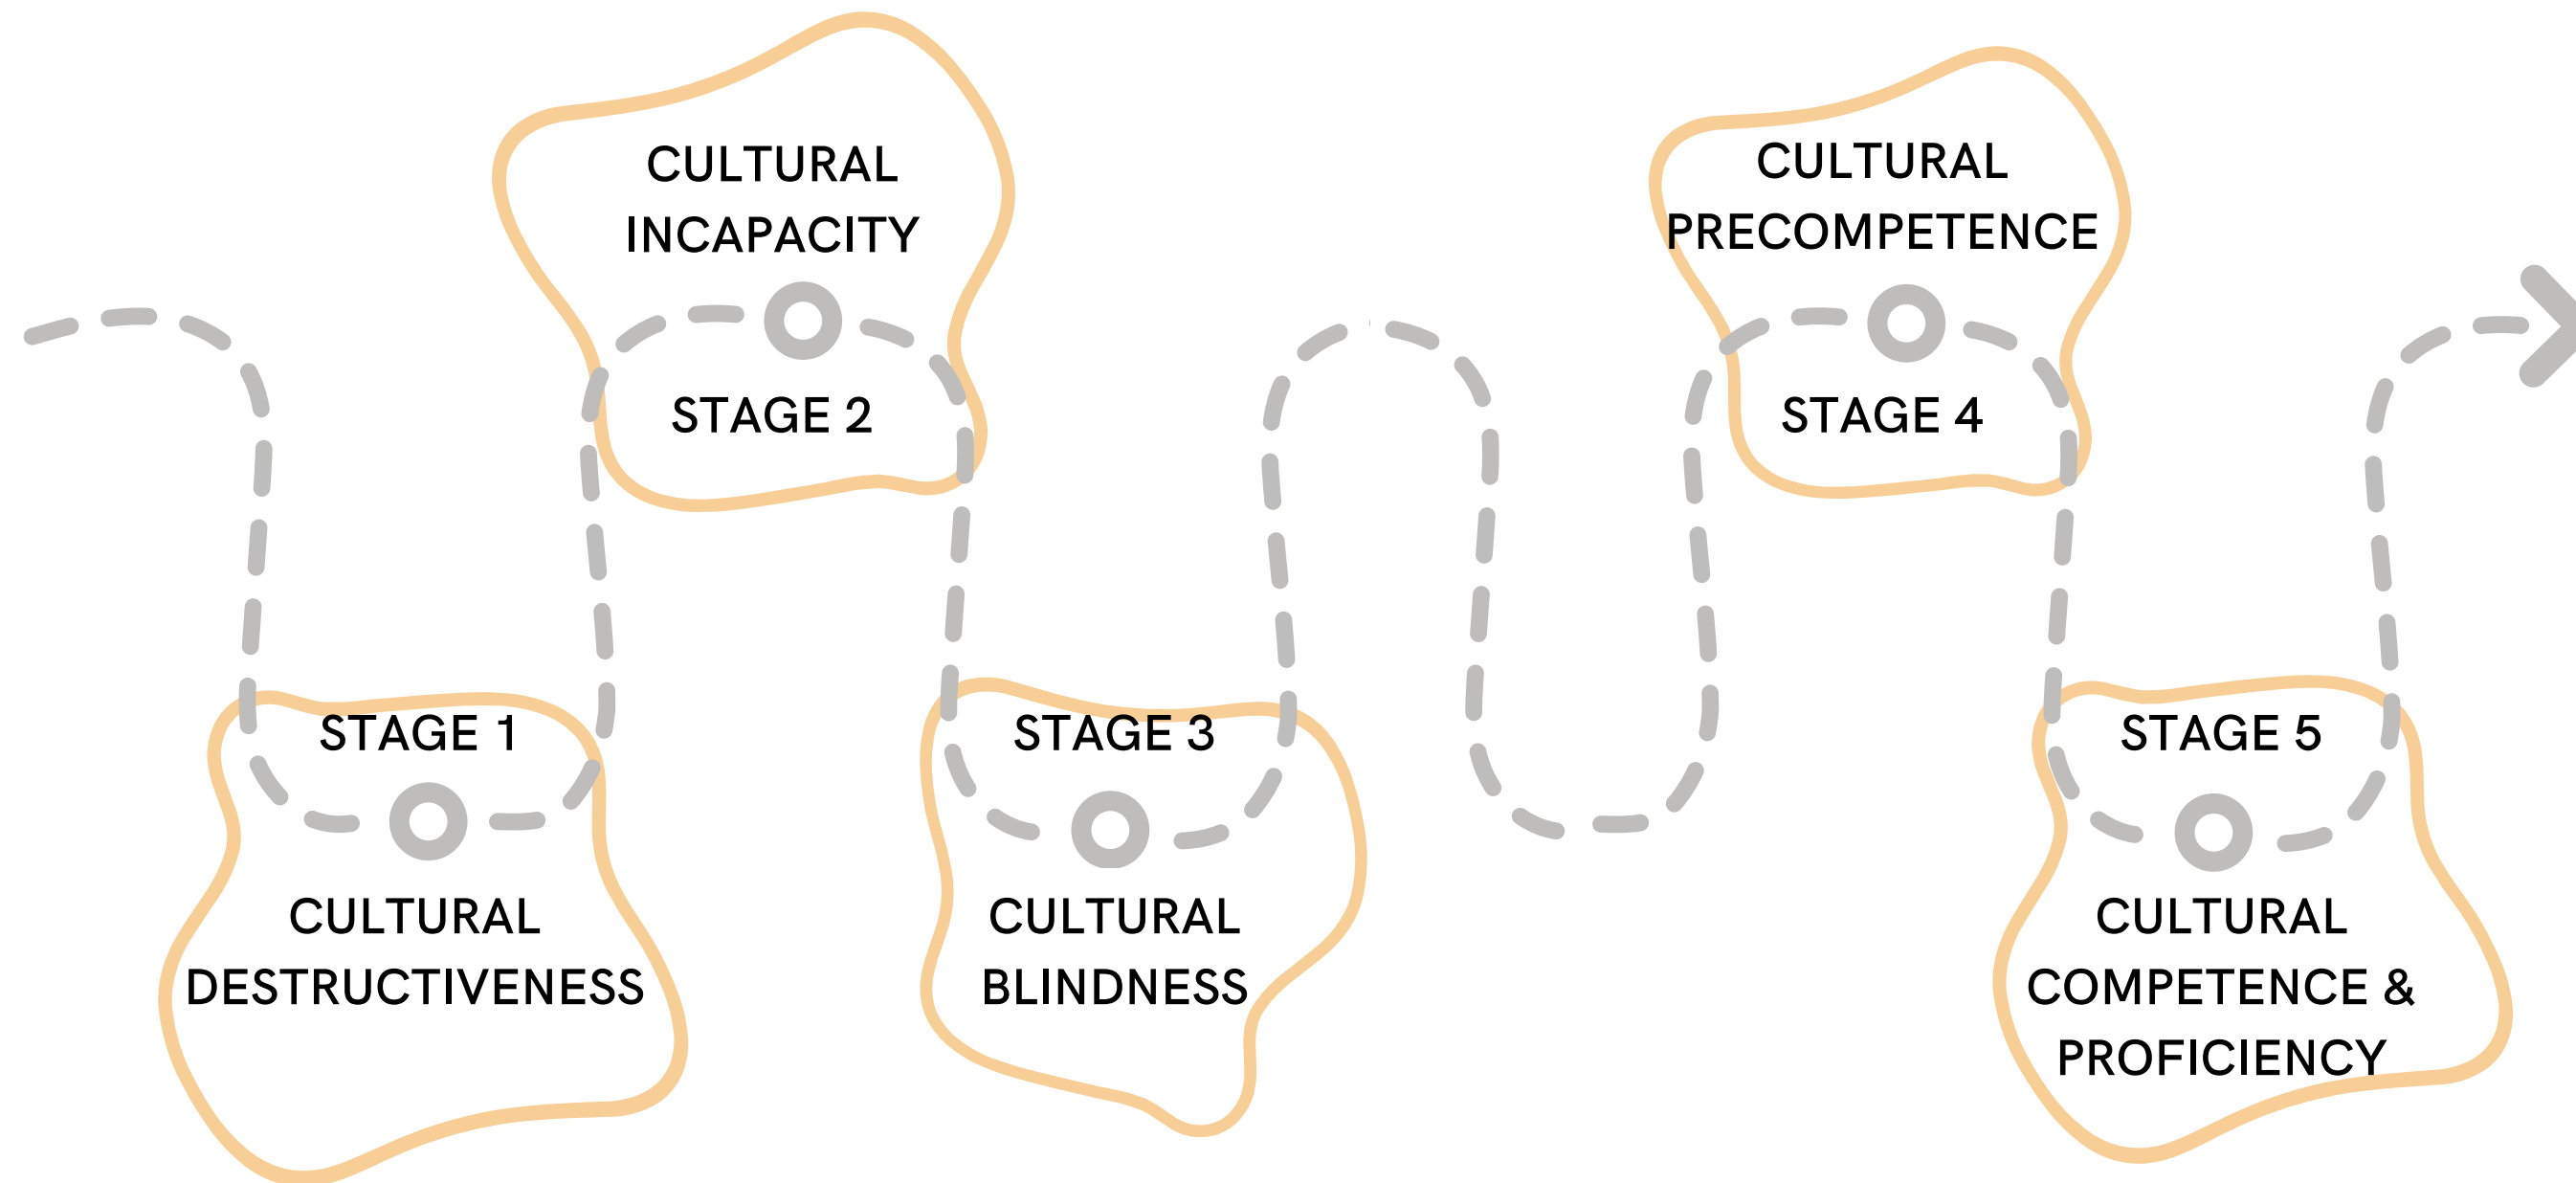 STAGE 1
CULTURAL
DESTRUCTIVENESS
CULTURAL
INCAPACITY
STAGE 2
STAGE 3
CULTURAL
BLINDNESS
CULTURAL
PRECOMPETENCE
STAGE 4
STAGE 5
CULTURAL
COMPETENCE &
PROFICIENCY